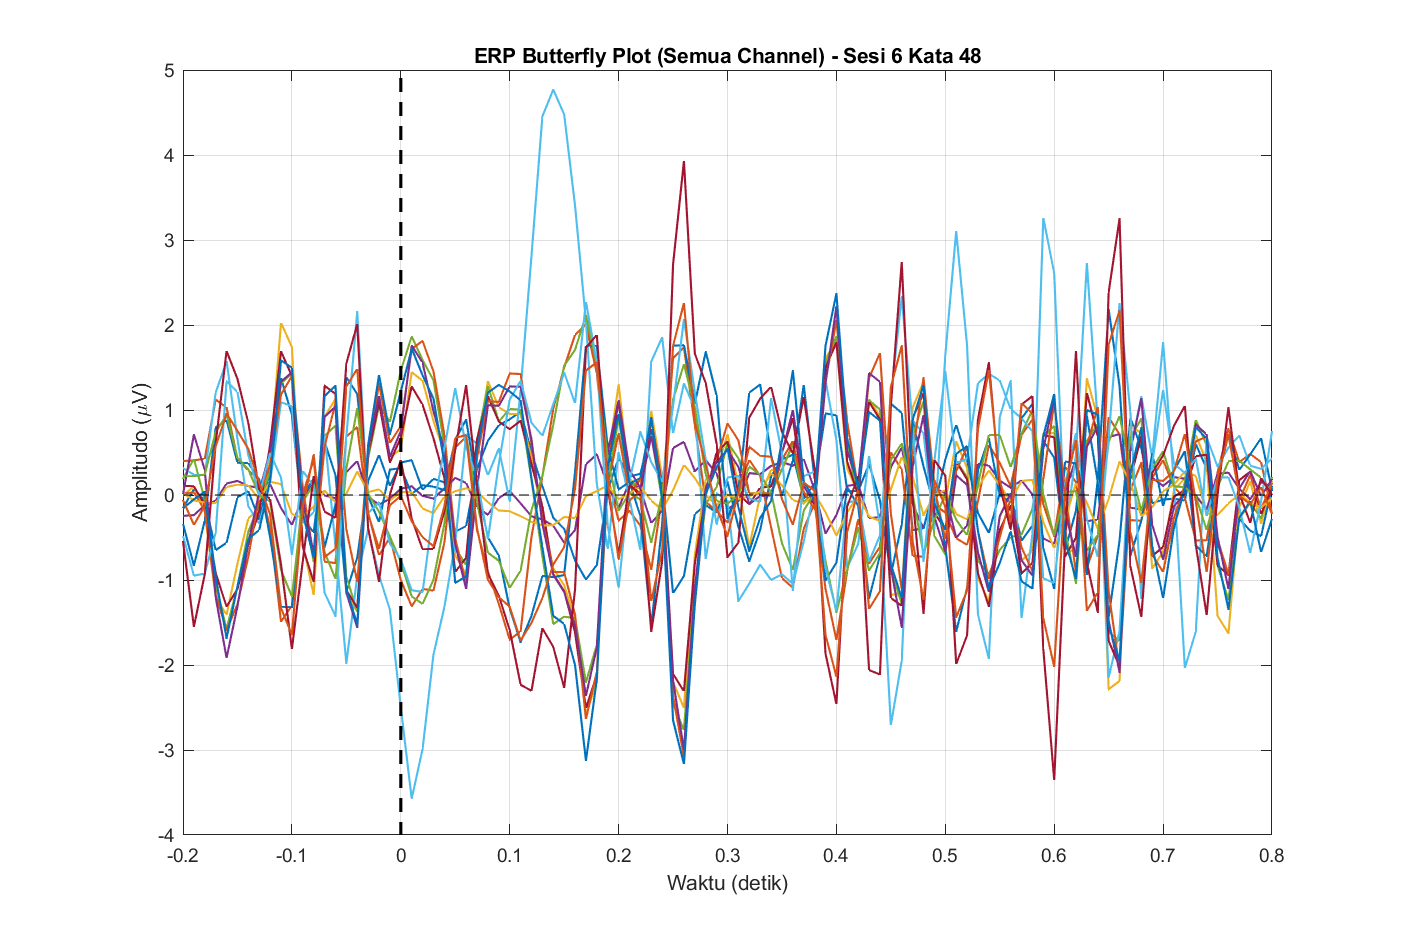 ERP Butterfly Plot (Semua Channel) - Sesi 6 Kata 48
5
4
3
2
1
0
-1
-2
-3
-4
Amplitudo (μV)
-0.2 -0.1 0 0.1 0.2 0.3 0.4 0.5 0.6 0.7 0.8
Waktu (detik)